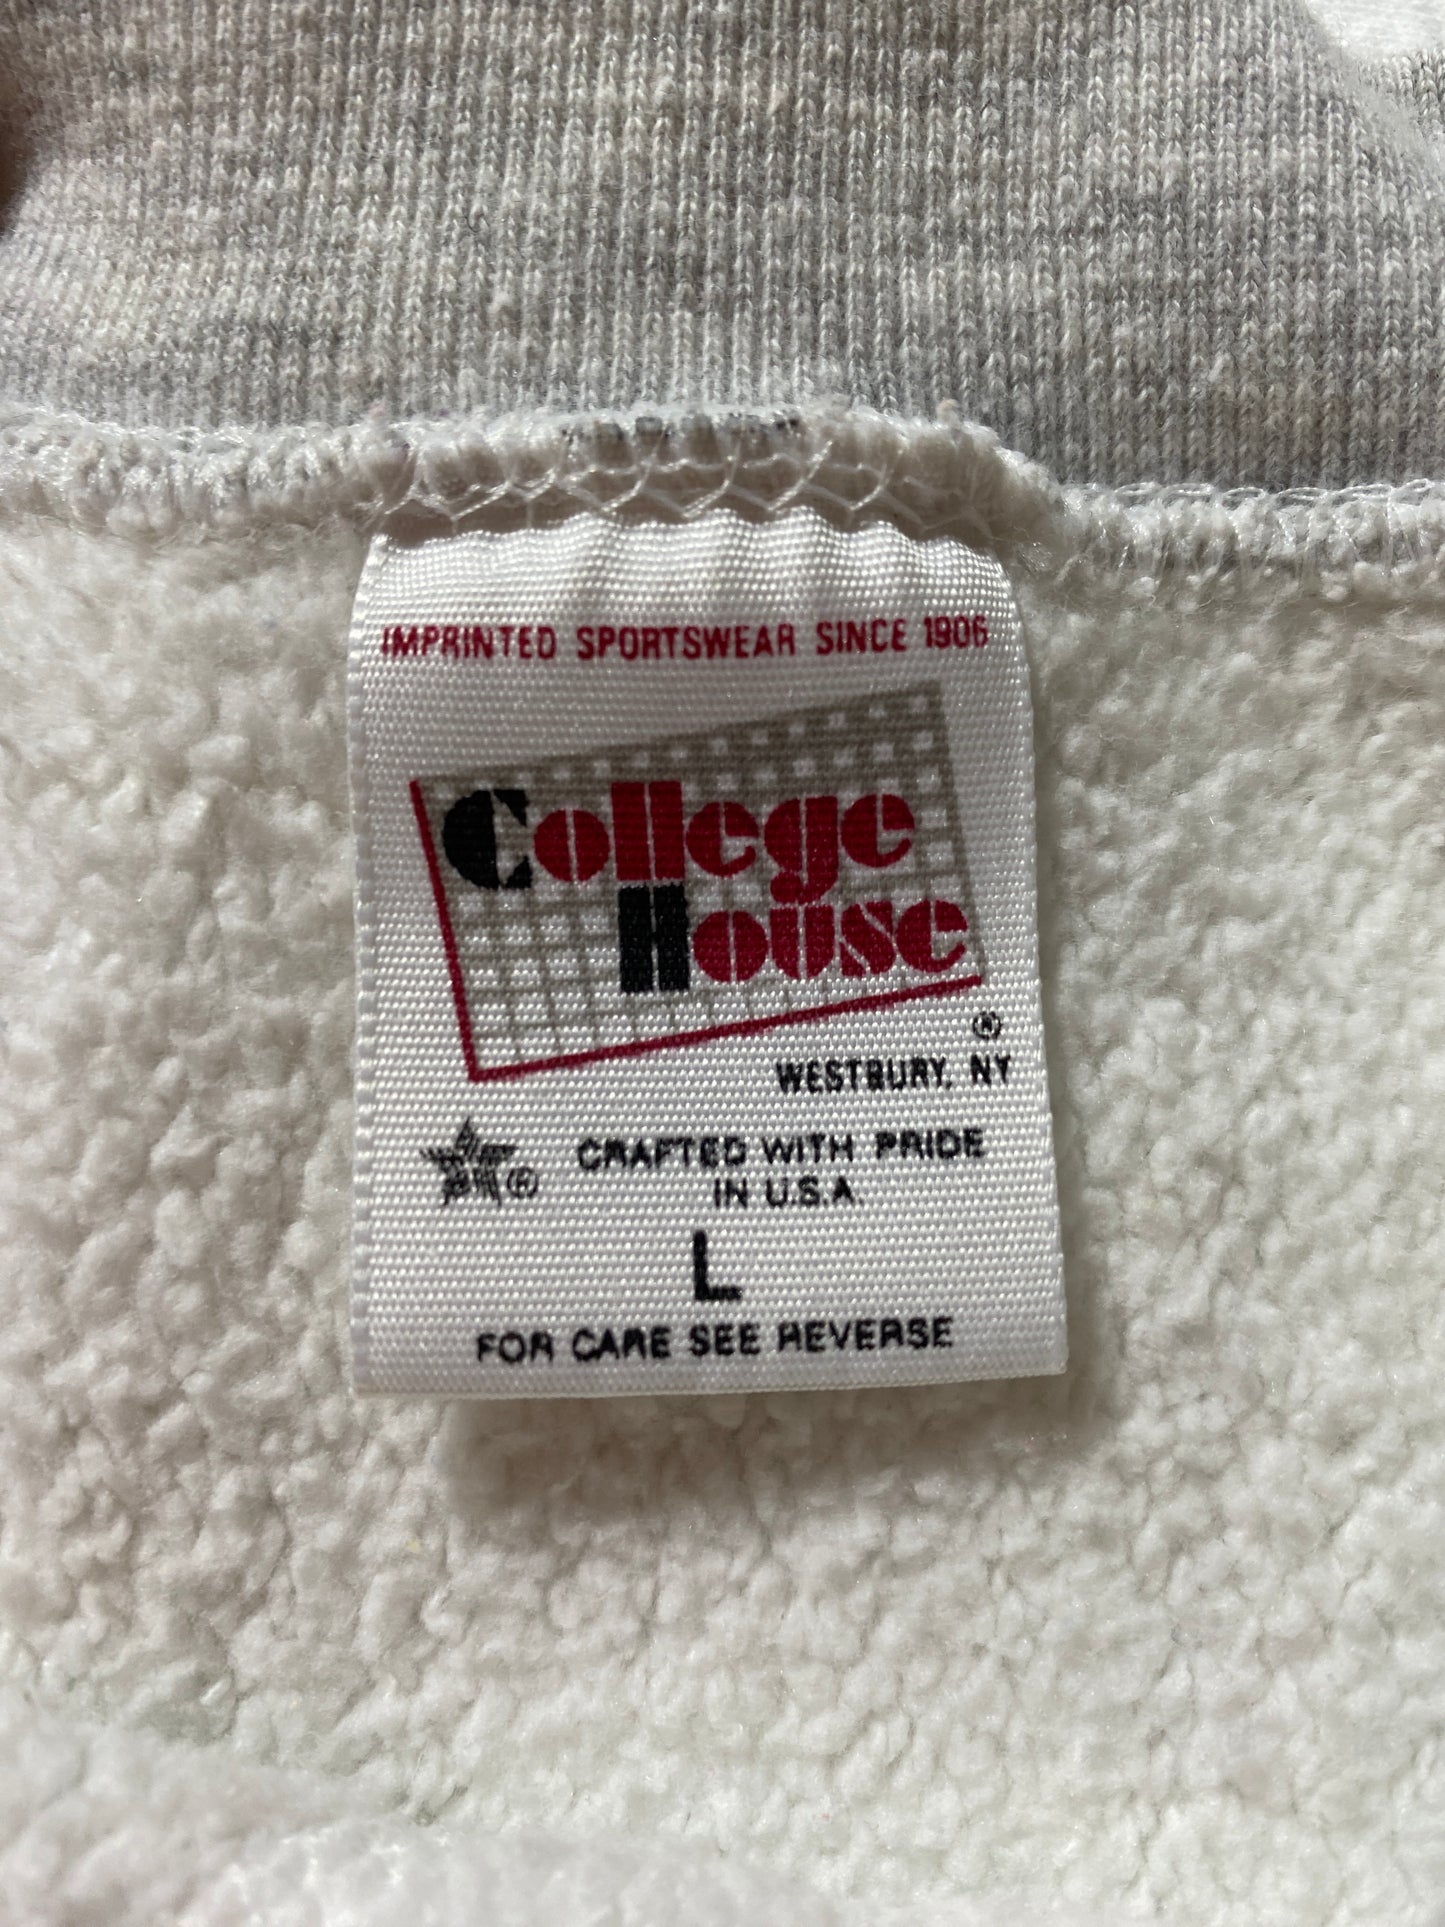 IMPRINTED SPORTSWEAR SINCE 1906
College
House
®
WESTBURY, NY
® CRAFTED WITH PRIDE
IN U.S.A
L
FOR CARE SEE REVERSE